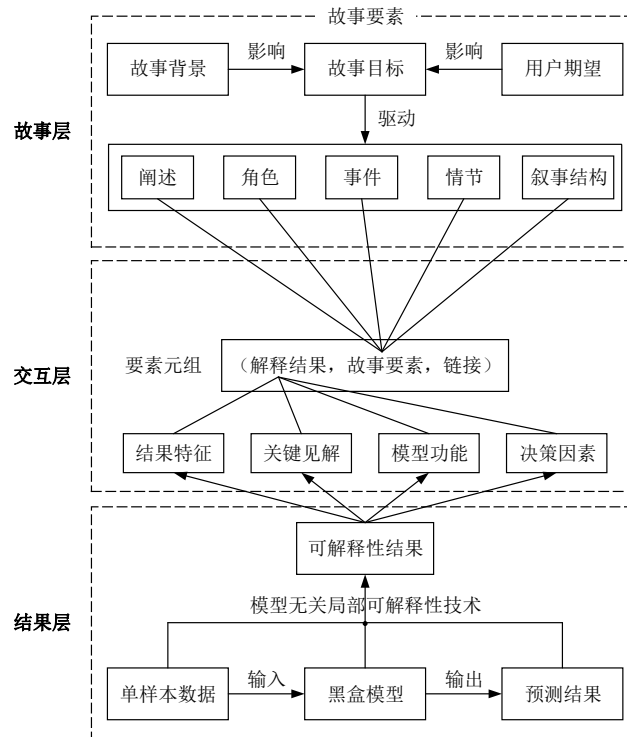 故事要素
影响 影响
故事背景 故事目标 用户期望
驱动
故事层
阐述 角色 事件 情节 叙事结构
要素元组 (解释结果，故事要素，链接)
交互层
结果特征 关键见解 模型功能 决策因素
可解释性结果
模型无关局部可解释性技术
结果层
输入 输出
单样本数据 黑盒模型 预测结果